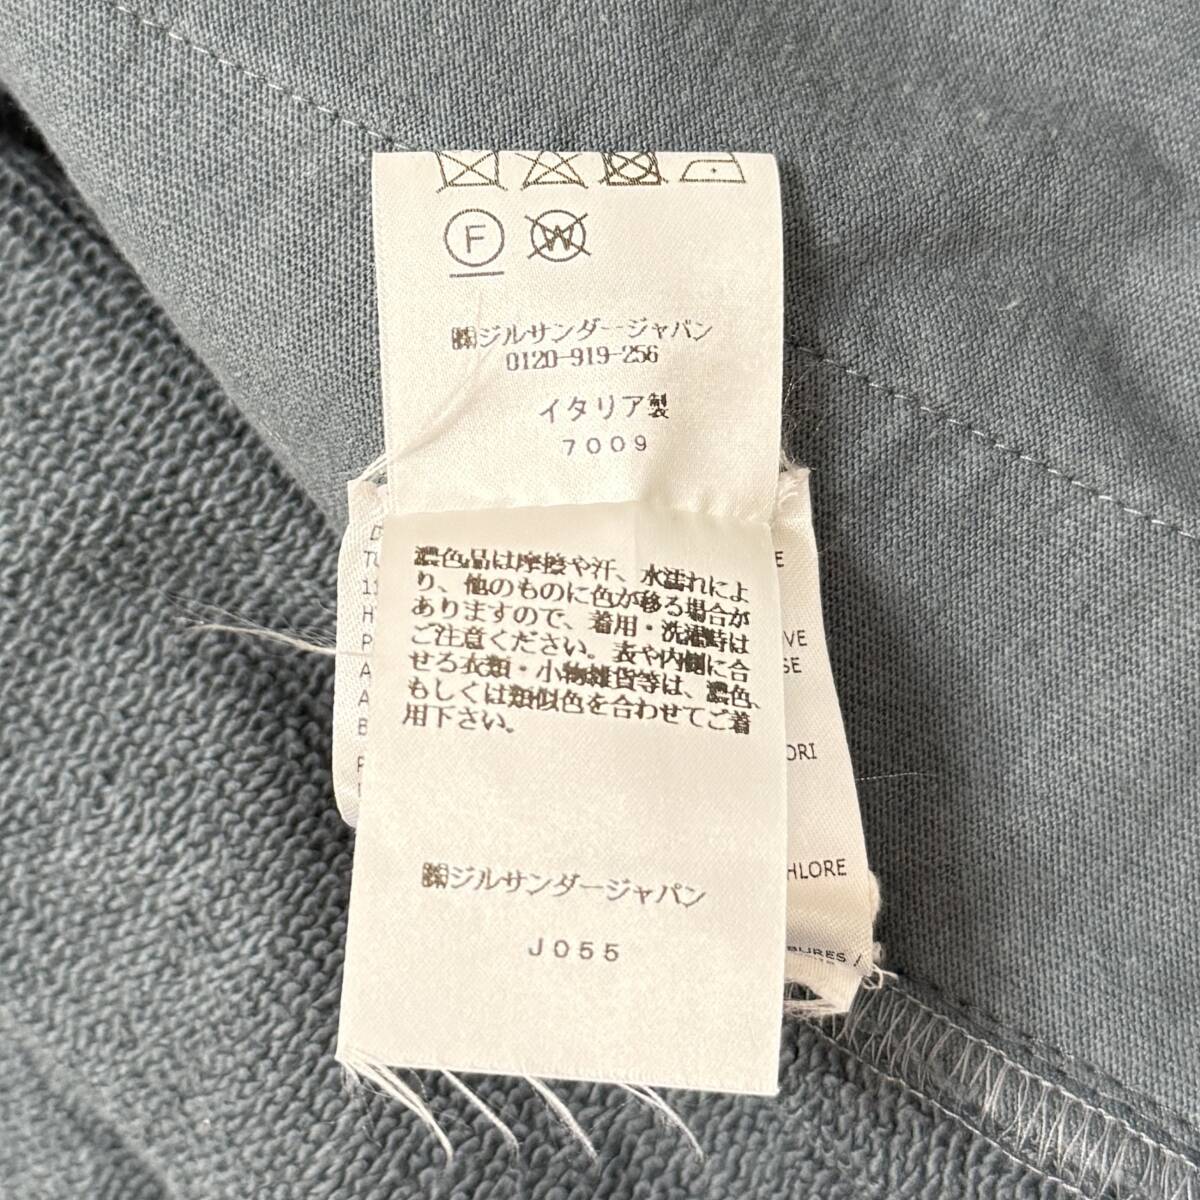 F
W
㈱ジルサンダージャパン
0120-919-256
イタリア製
7009
濃色品は摩擦や汗、水濡れによ
り、他のものに色が移る場合が
ありますので、着用・洗濯時は
ご注意ください。表や内側に合
せる衣類・小物雑貨等は、濃色、
もしくは類似色を合わせてご着
用下さい。
㈱ジルサンダージャパン
J055
HLORE